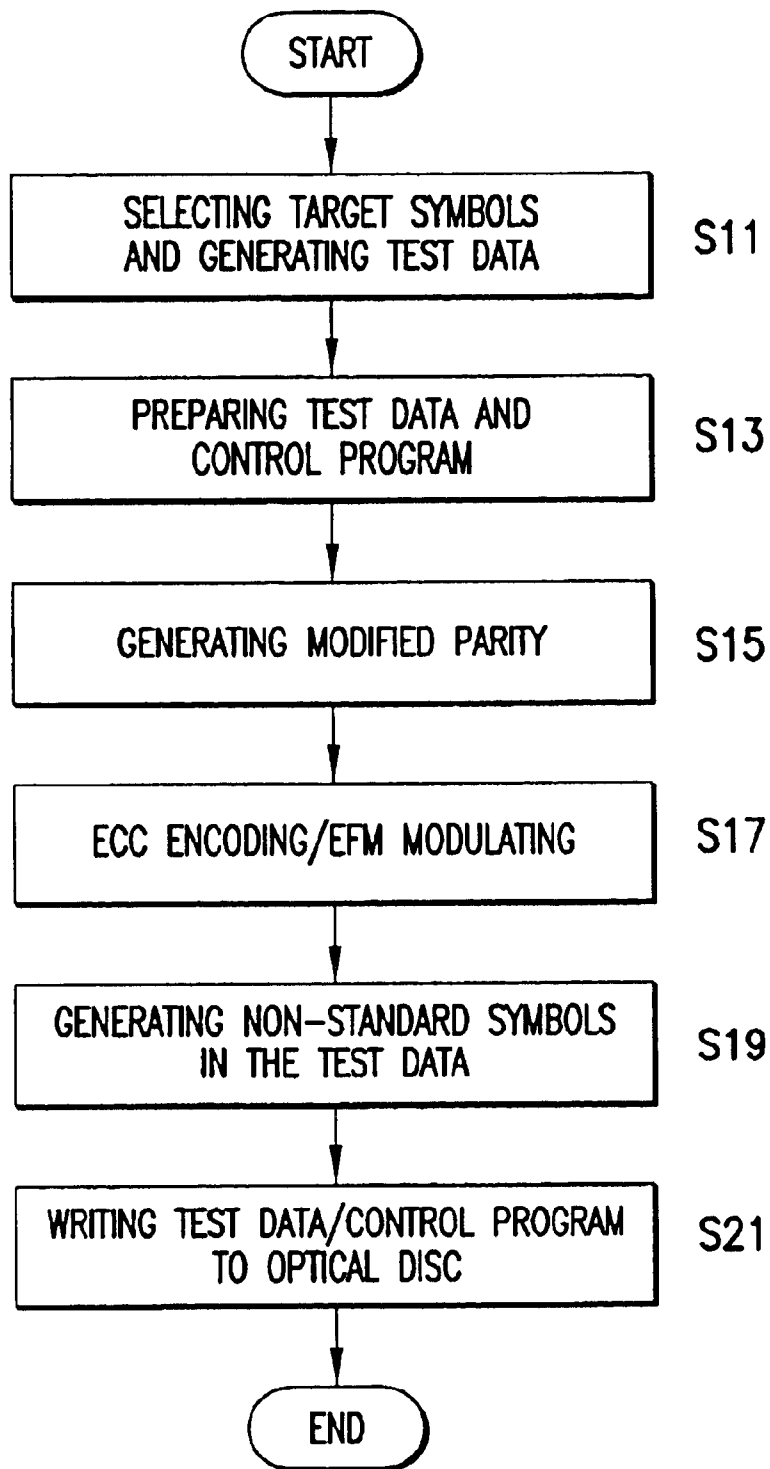 START
SELECTING TARGET SYMBOLS
AND GENERATING TEST DATA
S11
PREPARING TEST DATA AND
CONTROL PROGRAM
S13
GENERATING MODIFIED PARITY
S15
ECC ENCODING/EFM MODULATING
S17
GENERATING NON-STANDARD SYMBOLS
IN THE TEST DATA
S19
WRITING TEST DATA/CONTROL PROGRAM
TO OPTICAL DISC
S21
END